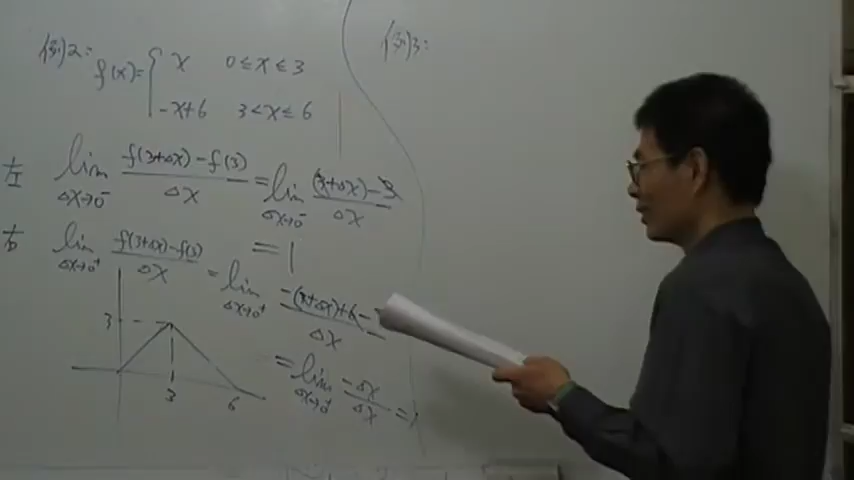 例2:
f(x)= { x 0≤x≤3
-x+6 3<x≤6
左 lim Δx→0⁻ f(3+Δx)-f(3) / Δx = lim Δx→0⁻ (3+Δx)-3 / Δx
= 1
右 lim Δx→0⁺ f(3+Δx)-f(3) / Δx = lim Δx→0⁺ -(3+Δx)+6- / Δx
= lim Δx→0⁺ -Δx / Δx =
3
3
6
例3: